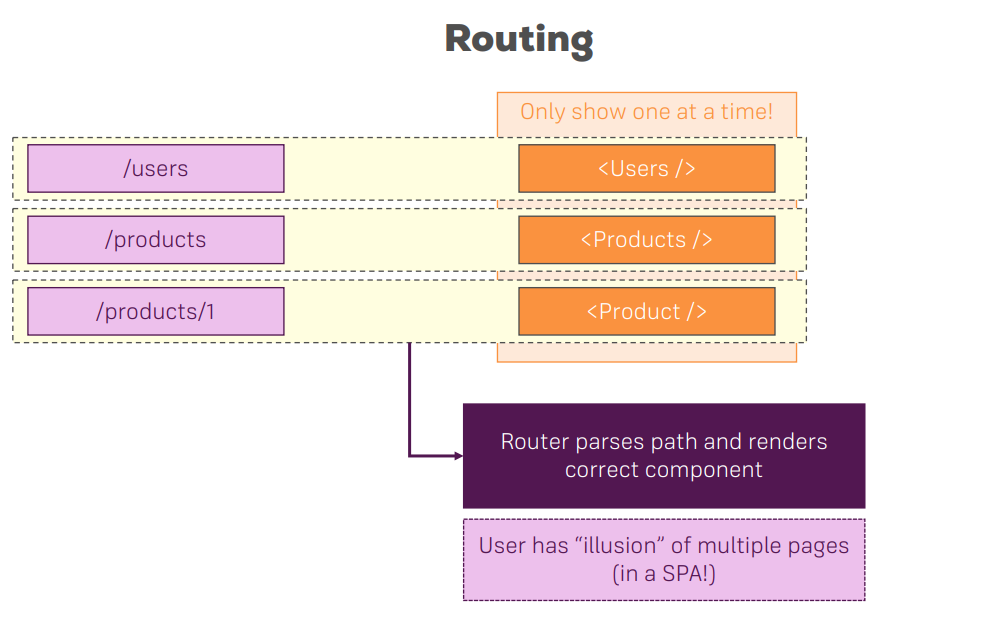 Routing
Only show one at a time!
/users
<Users />
/products
<Products />
/products/1
<Product />
Router parses path and renders
correct component
User has “illusion” of multiple pages
(in a SPA!)